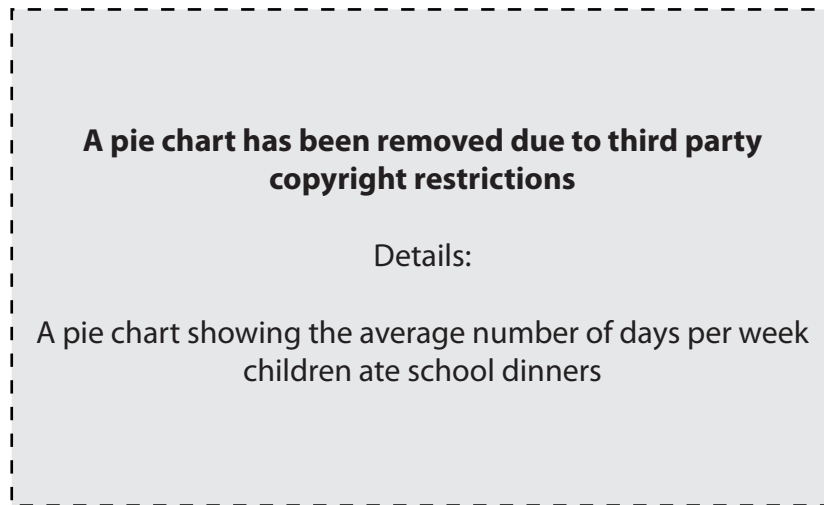 A pie chart has been removed due to third party
copyright restrictions
Details:
A pie chart showing the average number of days per week
children ate school dinners